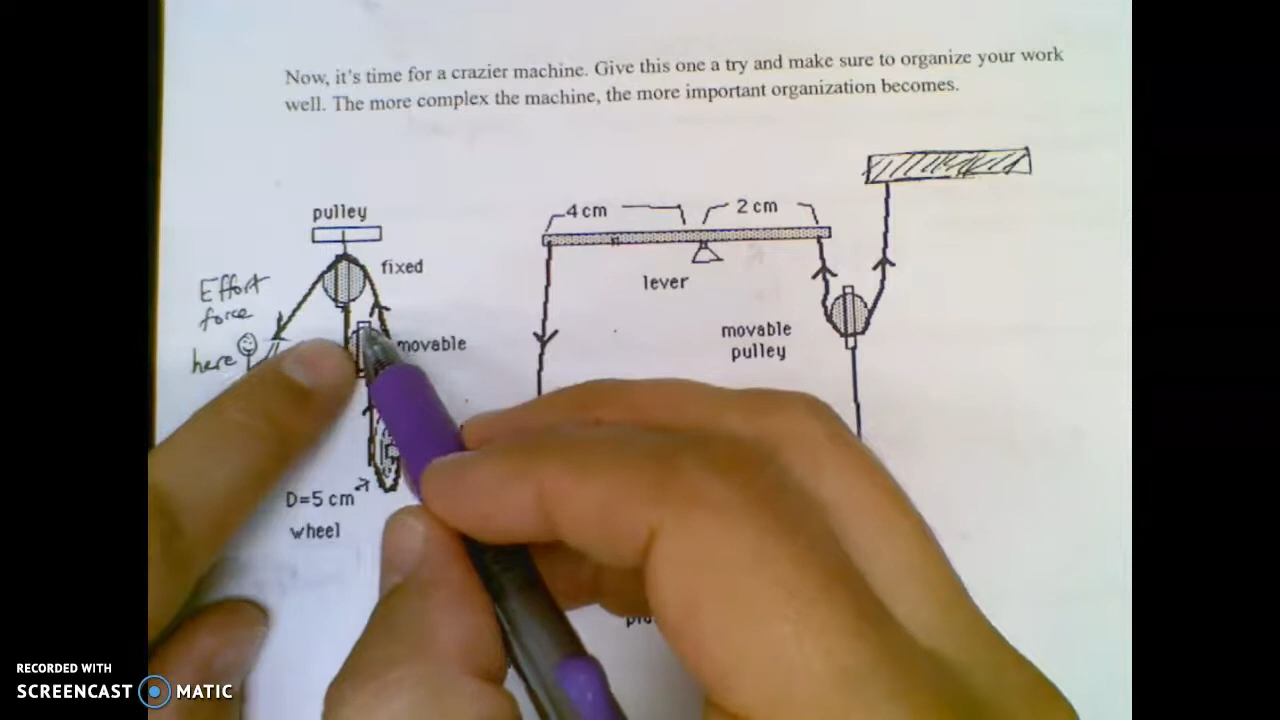 Now, it's time for a crazier machine. Give this one a try and make sure to organize your work
well. The more complex the machine, the more important organization becomes.
pulley
4 cm
2 cm
fixed
Effort
force
here
lever
movable
movable
pulley
D=5 cm
wheel
RECORDED WITH
SCREENCAST MATIC